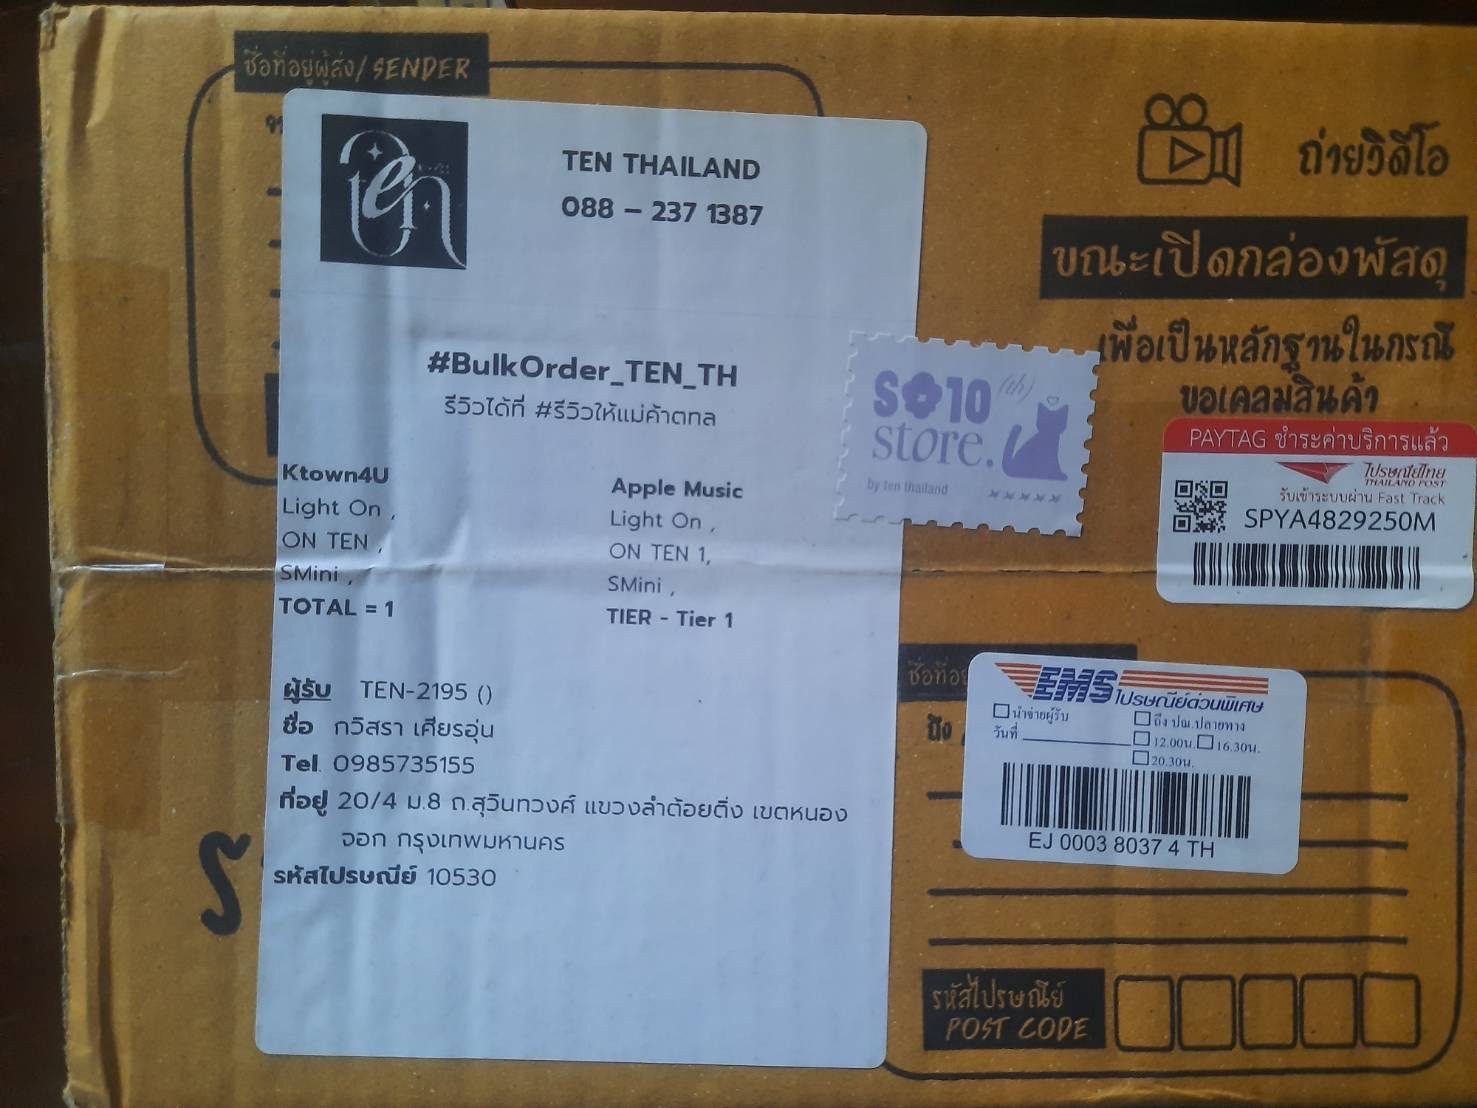 ชื่อที่อยู่ผู้ส่ง/SENDER
ten
TEN THAILAND
088 – 237 1387
#BulkOrder_TEN_TH
รีวิวได้ที่ #รีวิวให้แม่ค้าตทล
Ktown4U
Light On ,
ON TEN ,
SMini ,
TOTAL = 1
Apple Music
Light On ,
ON TEN 1,
SMini ,
TIER - Tier 1
ผู้รับ TEN-2195 ()
ชื่อ กวิสรา เศียรอุ่น
Tel. 0985735155
ที่อยู่ 20/4 ม.8 ถ.สุวินทวงศ์ แขวงลำต้อยติ่ง เขตหนอง
จอก กรุงเทพมหานคร
รหัสไปรษณีย์ 10530
ถ่ายวิดีโอ
ขณะเปิดกล่องพัสดุ
เพื่อเป็นหลักฐานในกรณี
ขอเคลมสินค้า
10(th)
store.
by ten thailand
PAYTAG ชำระค่าบริการแล้ว
ไปรษณีย์ไทย
THAILAND POST
รับเข้าระบบผ่าน Fast Track
SPYA4829250M
ชื่อที่อยู่
ถึง
EMS
ไปรษณีย์ด่วนพิเศษ
นำจ่ายผู้รับ
ถึง ปณ.ปลายทาง
วันที่
12.00น. 16.30น.
20.30น.
EJ 0003 8037 4 TH
รหัสไปรษณีย์
POST CODE